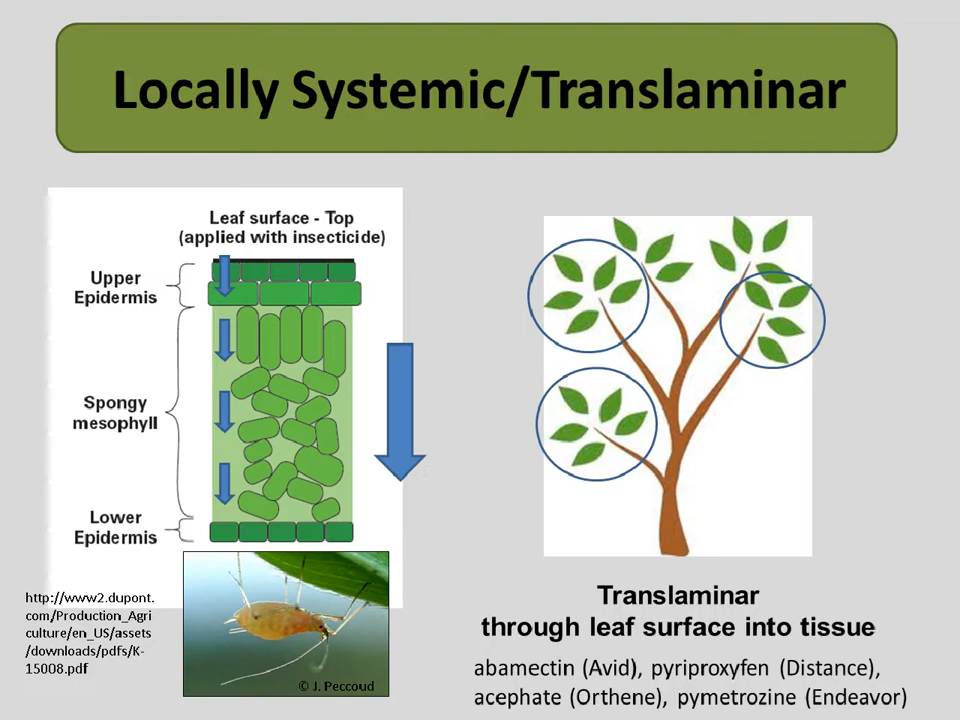 Locally Systemic/Translaminar
Leaf surface - Top
(applied with insecticide)
Upper
Epidermis
Spongy
mesophyll
Lower
Epidermis
http://www2.dupont.
com/Production_Agri
culture/en_US/assets
/downloads/pdfs/K-
15008.pdf
© J. Peccoud
Translaminar
through leaf surface into tissue
abamectin (Avid), pyriproxyfen (Distance),
acephate (Orthene), pymetrozine (Endeavor)